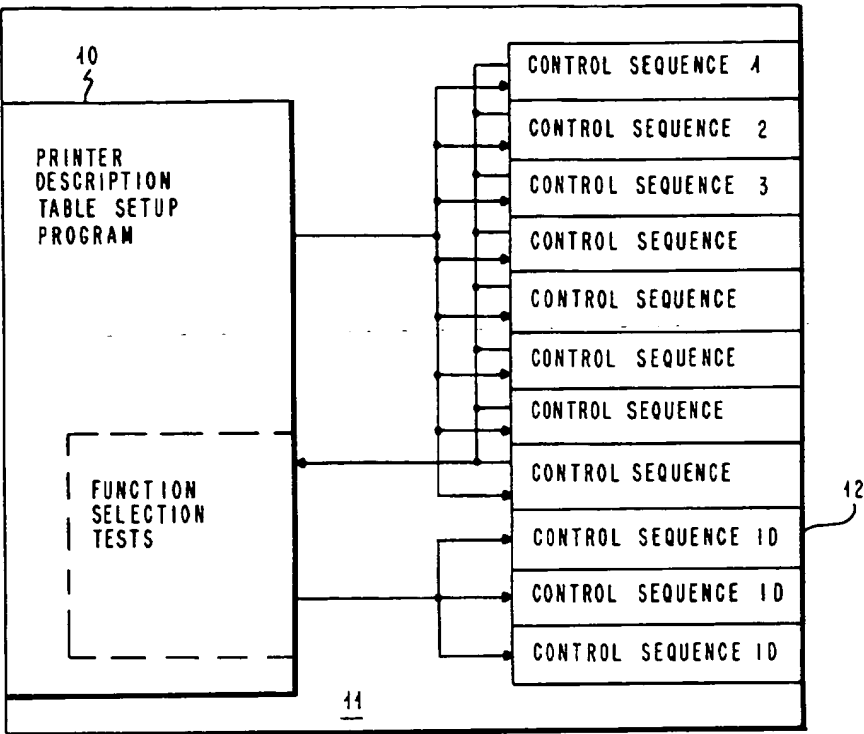 10
PRINTER
DESCRIPTION
TABLE SETUP
PROGRAM
FUNCTION
SELECTION
TESTS
CONTROL SEQUENCE 1
CONTROL SEQUENCE 2
CONTROL SEQUENCE 3
CONTROL SEQUENCE
CONTROL SEQUENCE
CONTROL SEQUENCE
CONTROL SEQUENCE
CONTROL SEQUENCE
CONTROL SEQUENCE ID
CONTROL SEQUENCE ID
CONTROL SEQUENCE ID
12
11